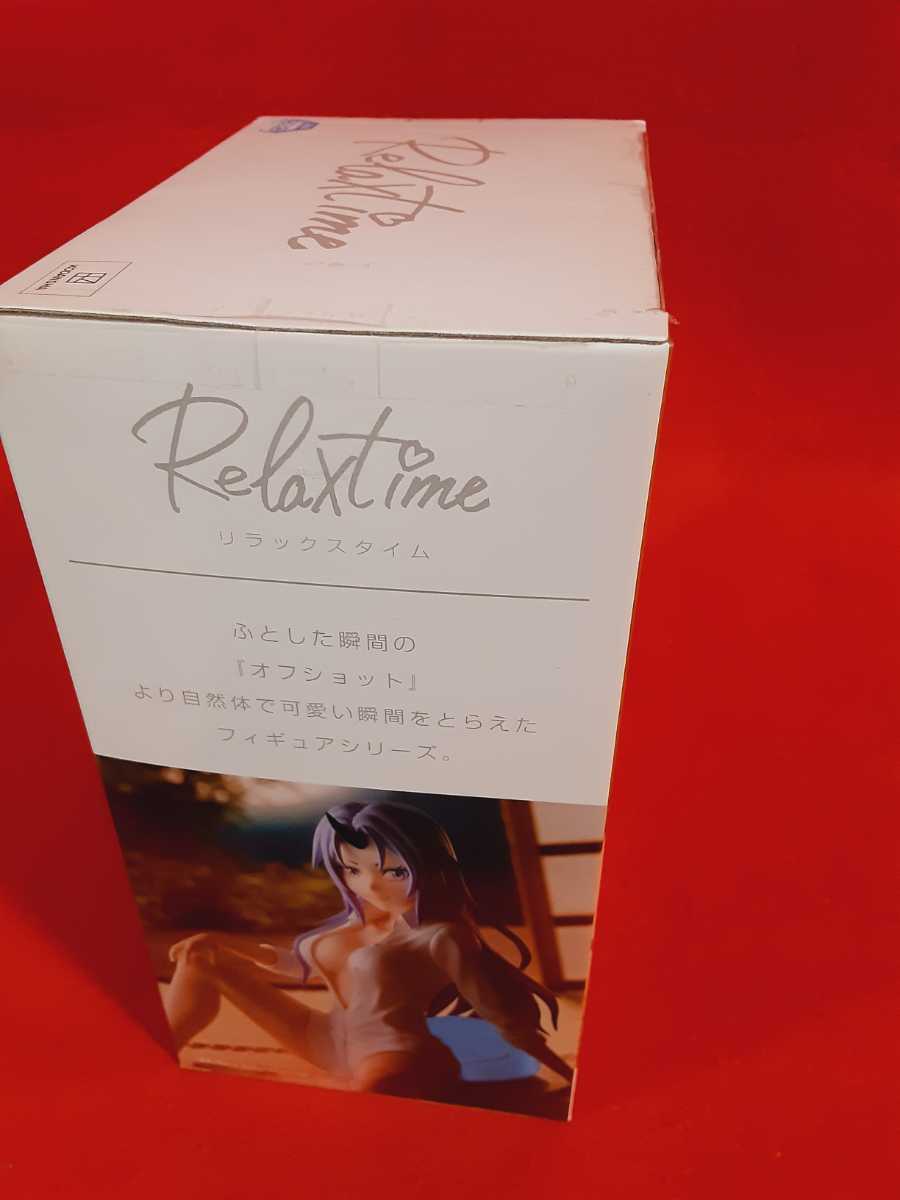 Relaxtime
Relaxtime
リラックスタイム
ふとした瞬間の
『オフショット』
より自然体で可愛い瞬間をとらえた
フィギュアシリーズ。